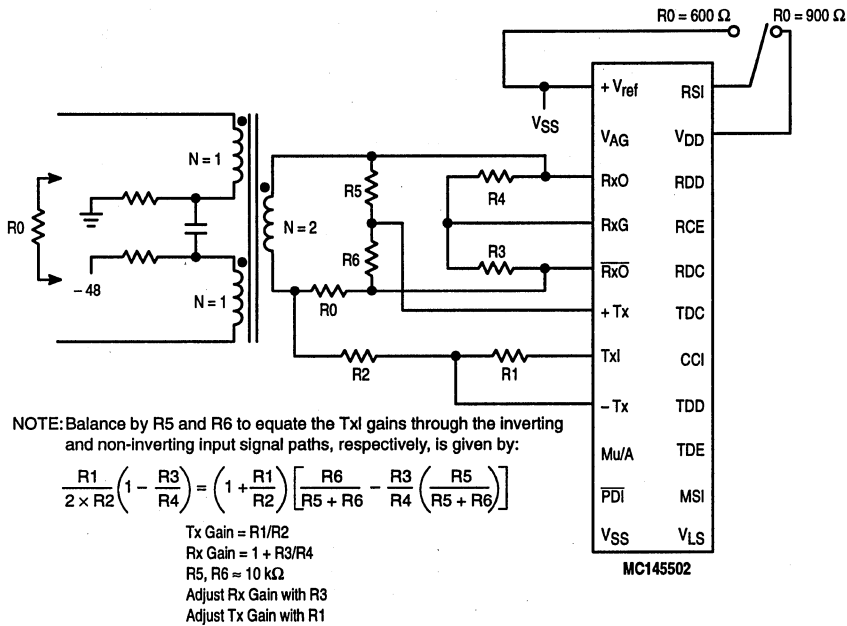 R0 = 600 Ω
R0 = 900 Ω
+ Vref
RSI
VSS
VAG
VDD
N = 1
R5
R4
RxO
RDD
R0
N = 2
RxG
RCE
R6
R3
RxO
RDC
– 48
N = 1
R0
+ Tx
TDC
R2
R1
TxI
CCI
– Tx
TDD
NOTE: Balance by R5 and R6 to equate the TxI gains through the inverting
and non-inverting input signal paths, respectively, is given by:
R1 / (2 × R2) (1 – R3/R4) = (1 + R1/R2) [R6 / (R5 + R6) – R3/R4 (R5 / (R5 + R6))]
Mu/A
TDE
PDI
MSI
VSS
VLS
MC145502
Tx Gain = R1/R2
Rx Gain = 1 + R3/R4
R5, R6 ≈ 10 kΩ
Adjust Rx Gain with R3
Adjust Tx Gain with R1